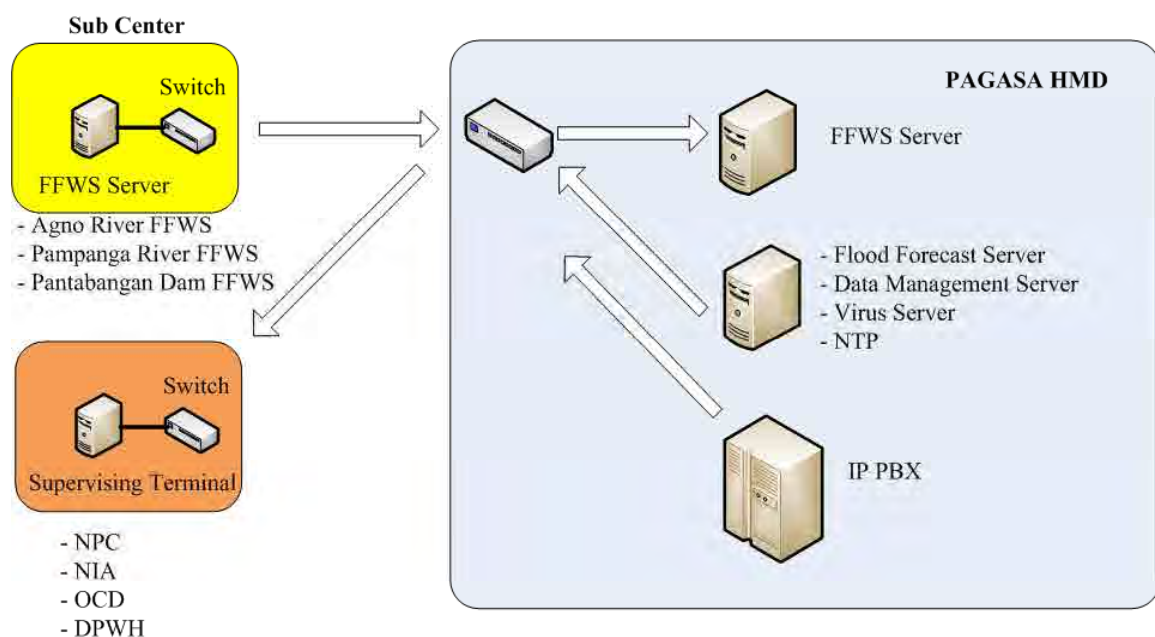 Sub Center
Switch
FFWS Server
- Agno River FFWS
- Pampanga River FFWS
- Pantabangan Dam FFWS
Switch
Supervising Terminal
- NPC
- NIA
- OCD
- DPWH
PAGASA HMD
FFWS Server
- Flood Forecast Server
- Data Management Server
- Virus Server
- NTP
IP PBX